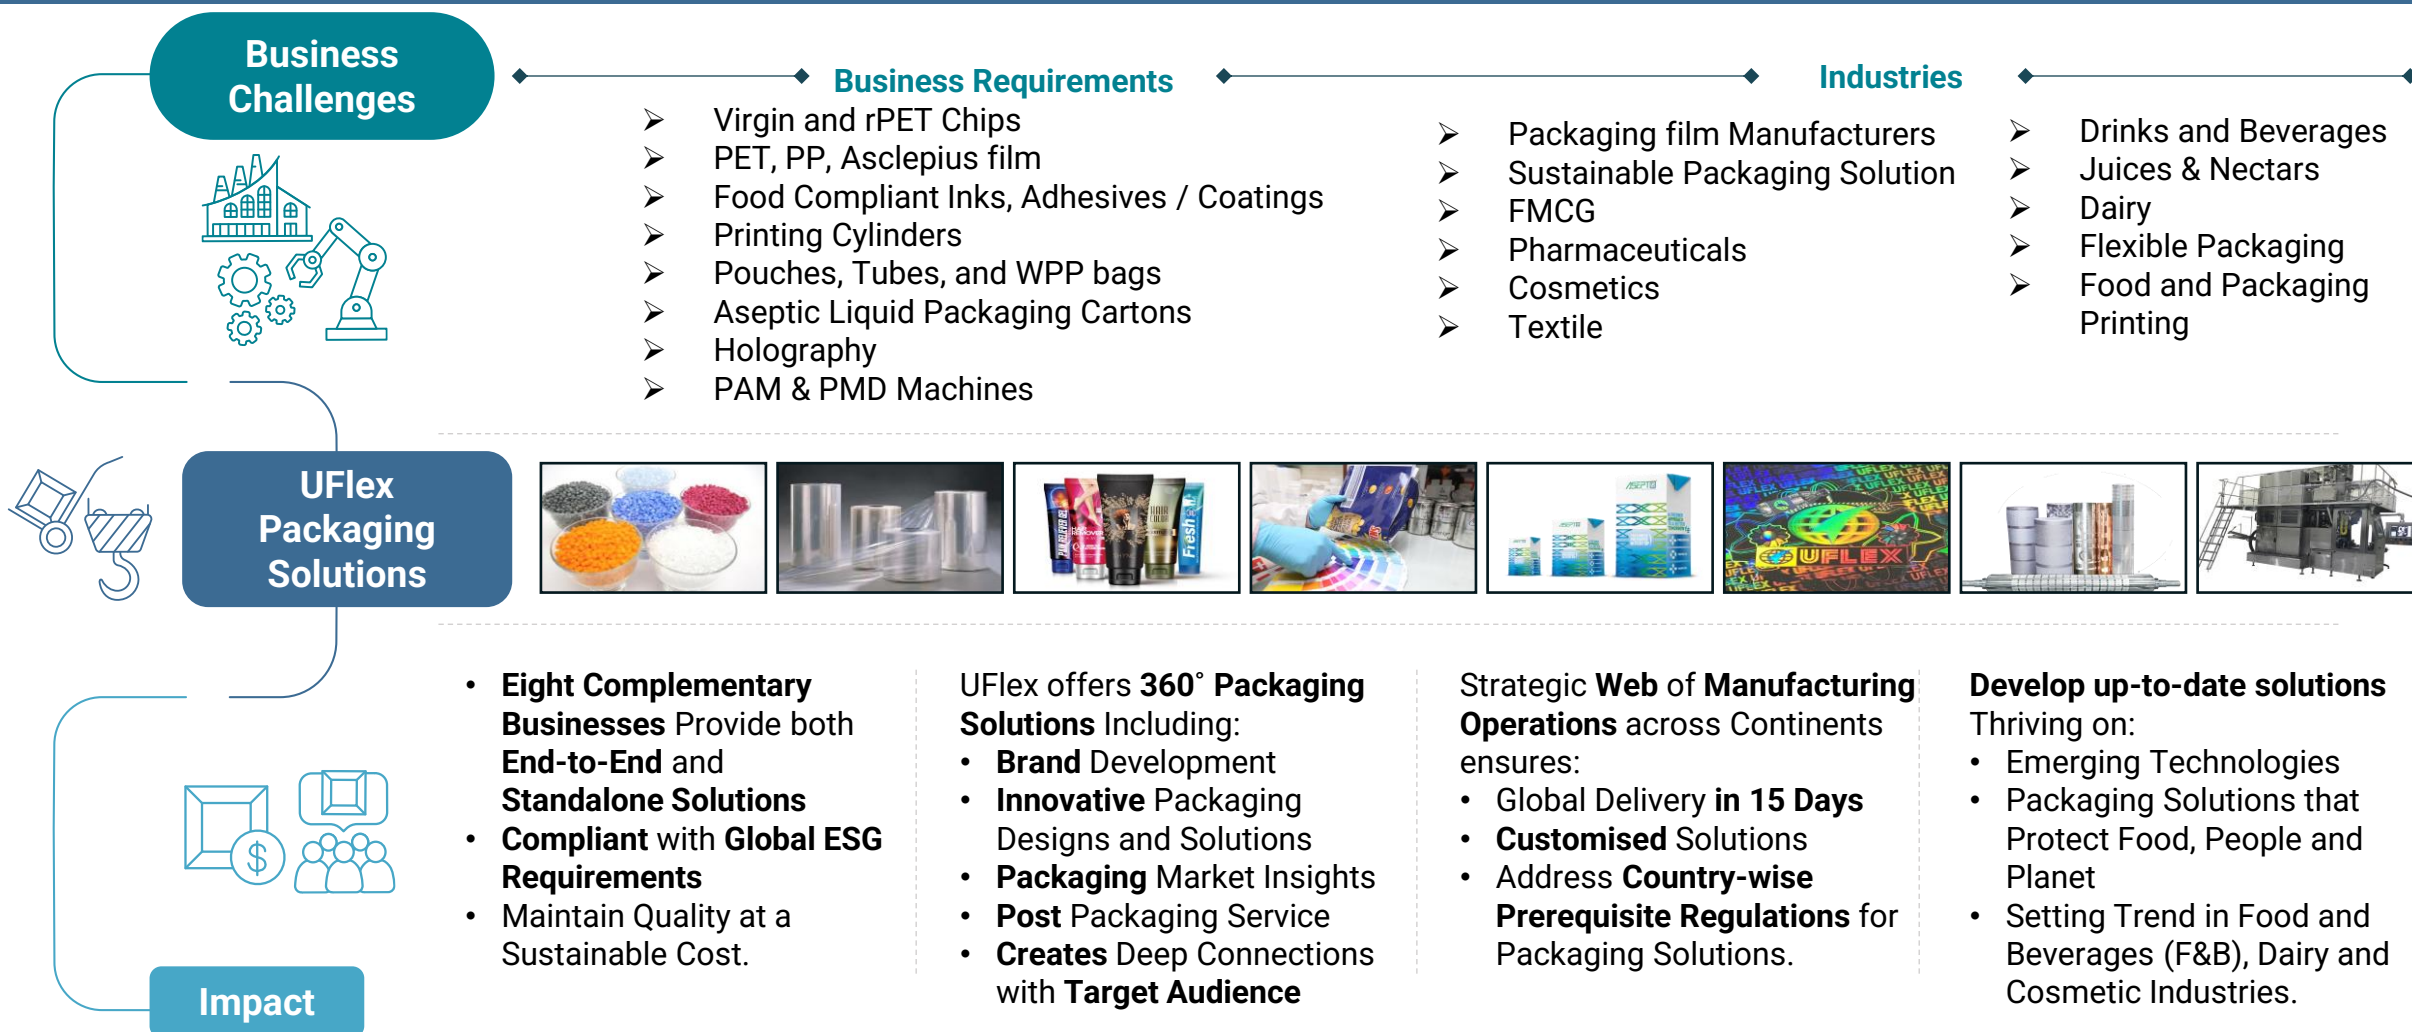 Business
Challenges
Business Requirements
Industries
Virgin and rPET Chips
PET, PP, Asclepius film
Food Compliant Inks, Adhesives / Coatings
Printing Cylinders
Pouches, Tubes, and WPP bags
Aseptic Liquid Packaging Cartons
Holography
PAM & PMD Machines
Packaging film Manufacturers
Sustainable Packaging Solution
FMCG
Pharmaceuticals
Cosmetics
Textile
Drinks and Beverages
Juices & Nectars
Dairy
Flexible Packaging
Food and Packaging
Printing
UFlex
Packaging
Solutions
HAIR
Fresh
ASEPTO
UFLEX
• Eight Complementary
Businesses Provide both
End-to-End and
Standalone Solutions
• Compliant with Global ESG
Requirements
• Maintain Quality at a
Sustainable Cost.
UFlex offers 360° Packaging
Solutions Including:
• Brand Development
• Innovative Packaging
Designs and Solutions
• Packaging Market Insights
• Post Packaging Service
• Creates Deep Connections
with Target Audience
Strategic Web of Manufacturing
Operations across Continents
ensures:
• Global Delivery in 15 Days
• Customised Solutions
• Address Country-wise
Prerequisite Regulations for
Packaging Solutions.
Develop up-to-date solutions
Thriving on:
• Emerging Technologies
• Packaging Solutions that
Protect Food, People and
Planet
• Setting Trend in Food and
Beverages (F&B), Dairy and
Cosmetic Industries.
$
Impact